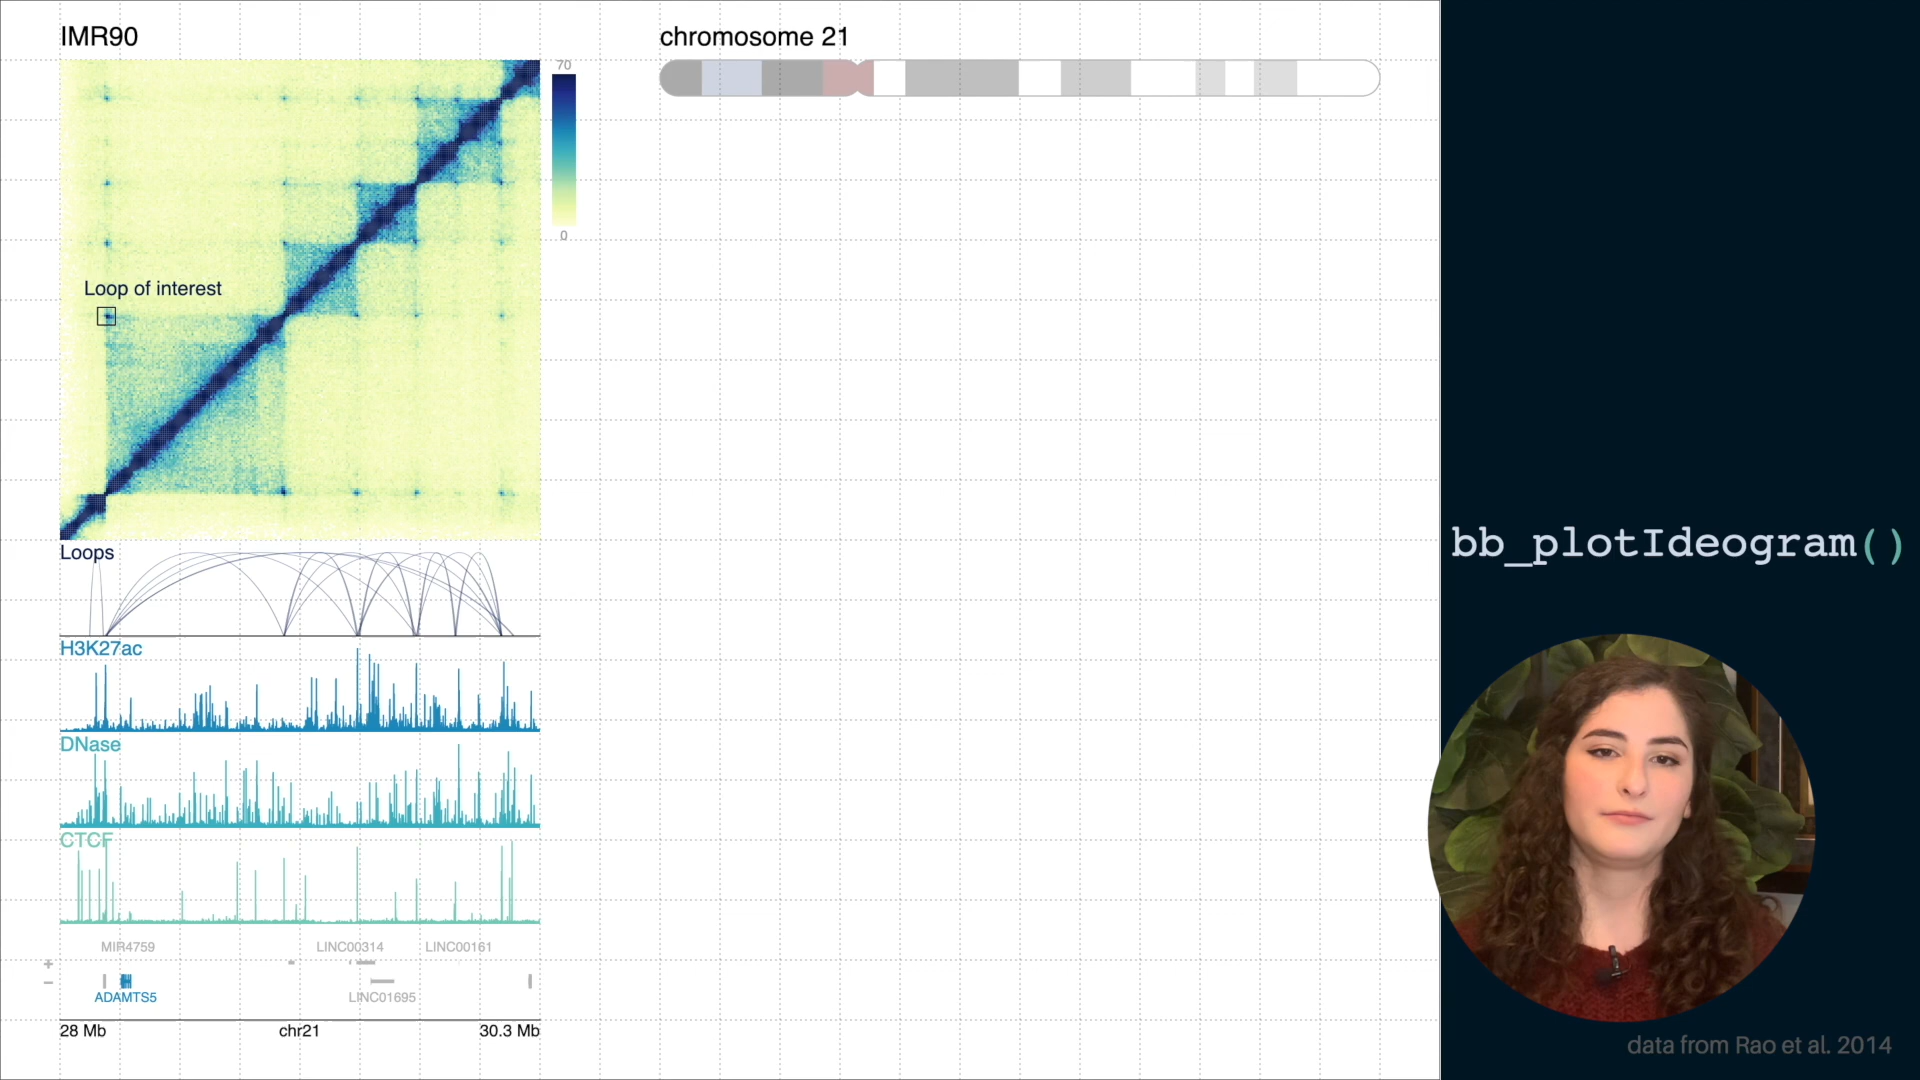 IMR90
70
0
Loop of interest
Loops
H3K27ac
DNase
CTCF
MIR4759 LINC00314 LINC00161
+
−
ADAMTS5 LINC01695
28 Mb chr21 30.3 Mb
chromosome 21
bb_plotIdeogram()
data from Rao et al. 2014